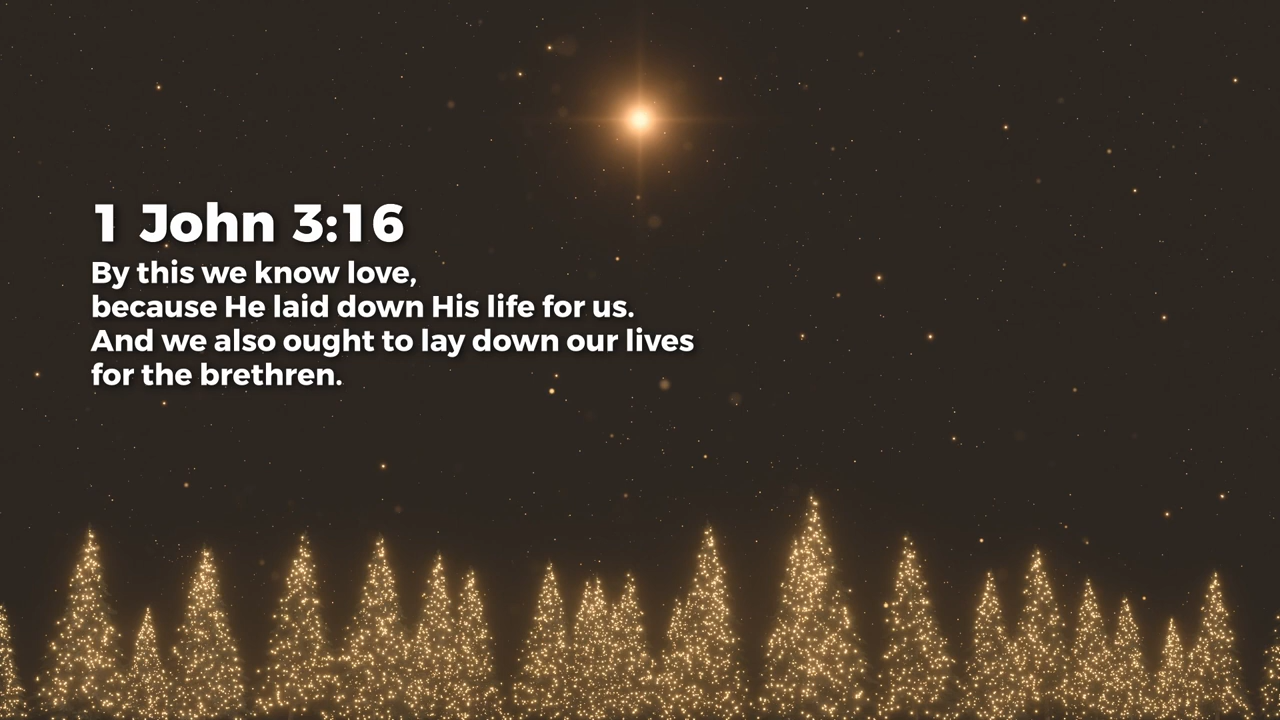 1 John 3:16
By this we know love,
because He laid down His life for us.
And we also ought to lay down our lives
for the brethren.